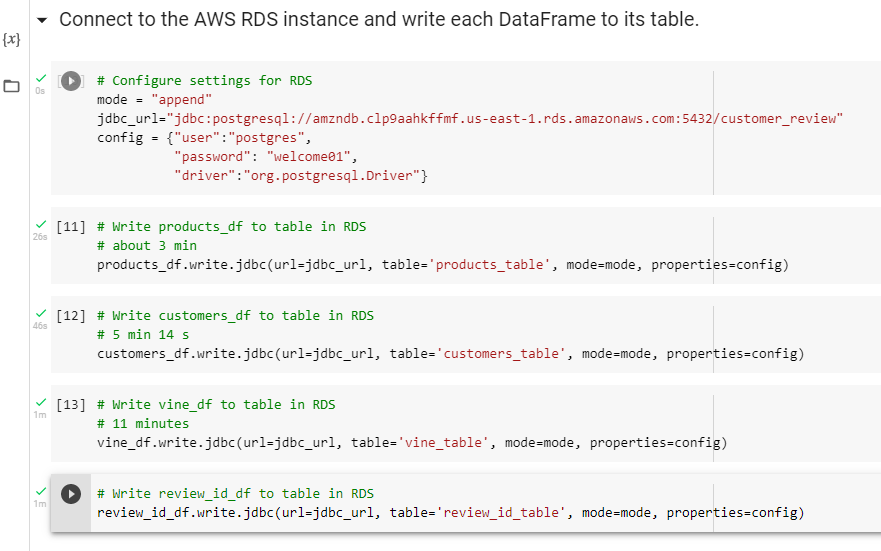 Connect to the AWS RDS instance and write each DataFrame to its table.
{x}
0s
# Configure settings for RDS
mode = "append"
jdbc_url="jdbc:postgresql://amzndb.clp9aahkffmf.us-east-1.rds.amazonaws.com:5432/customer_review"
config = {"user":"postgres",
"password": "welcome01",
"driver":"org.postgresql.Driver"}
26s
[11] # Write products_df to table in RDS
# about 3 min
products_df.write.jdbc(url=jdbc_url, table='products_table', mode=mode, properties=config)
46s
[12] # Write customers_df to table in RDS
# 5 min 14 s
customers_df.write.jdbc(url=jdbc_url, table='customers_table', mode=mode, properties=config)
1m
[13] # Write vine_df to table in RDS
# 11 minutes
vine_df.write.jdbc(url=jdbc_url, table='vine_table', mode=mode, properties=config)
1m
# Write review_id_df to table in RDS
review_id_df.write.jdbc(url=jdbc_url, table='review_id_table', mode=mode, properties=config)